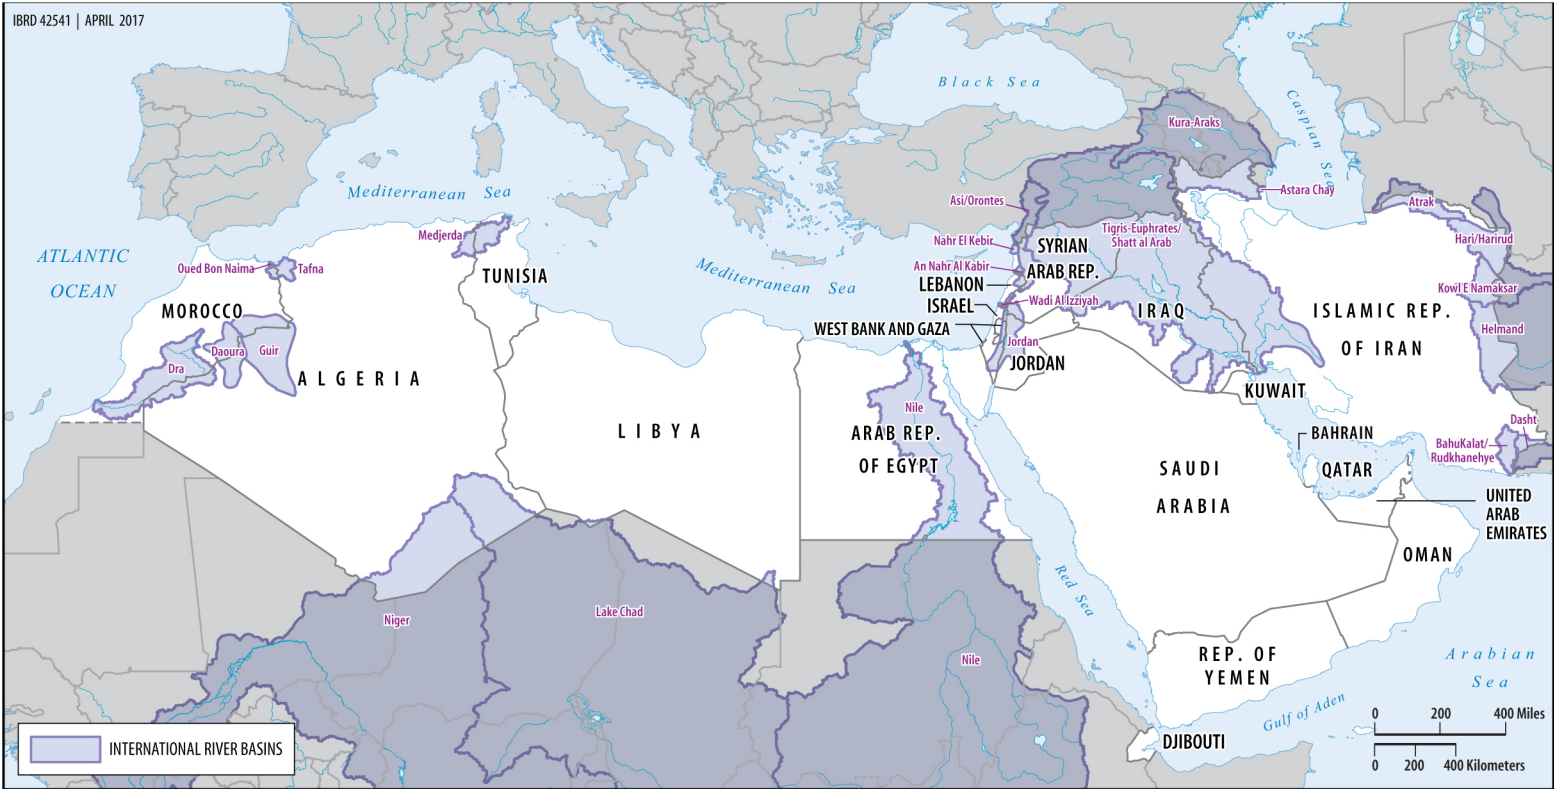 IBRD 42541 | APRIL 2017
Black Sea
Caspian Sea
Kura-Araks
Mediterranean Sea
Astara Chay
Asi/Orontes
Atrak
Medjerda
Nahr El Kebir
SYRIAN
ARAB REP.
Tigris-Euphrates/
Shatt al Arab
Hari/Harirud
ATLANTIC
OCEAN
Oued Bon Naima
Tafna
TUNISIA
Mediterranean Sea
An Nahr Al Kabir
LEBANON
Kowl E Namaksar
ISRAEL
Wadi Al Izziyah
MOROCCO
IRAQ
ISLAMIC REP.
OF IRAN
WEST BANK AND GAZA
Helmand
Jordan
JORDAN
Daoura
Guir
Dra
ALGERIA
KUWAIT
Nile
Dasht
LIBYA
ARAB REP.
OF EGYPT
BAHRAIN
BahuKalat/
Rudkhanehye
SAUDI
ARABIA
QATAR
UNITED
ARAB
EMIRATES
OMAN
Red Sea
Niger
Lake Chad
Nile
REP. OF
YEMEN
Arabian
Sea
Gulf of Aden
0 200 400 Miles
0 200 400 Kilometers
DJIBOUTI
INTERNATIONAL RIVER BASINS